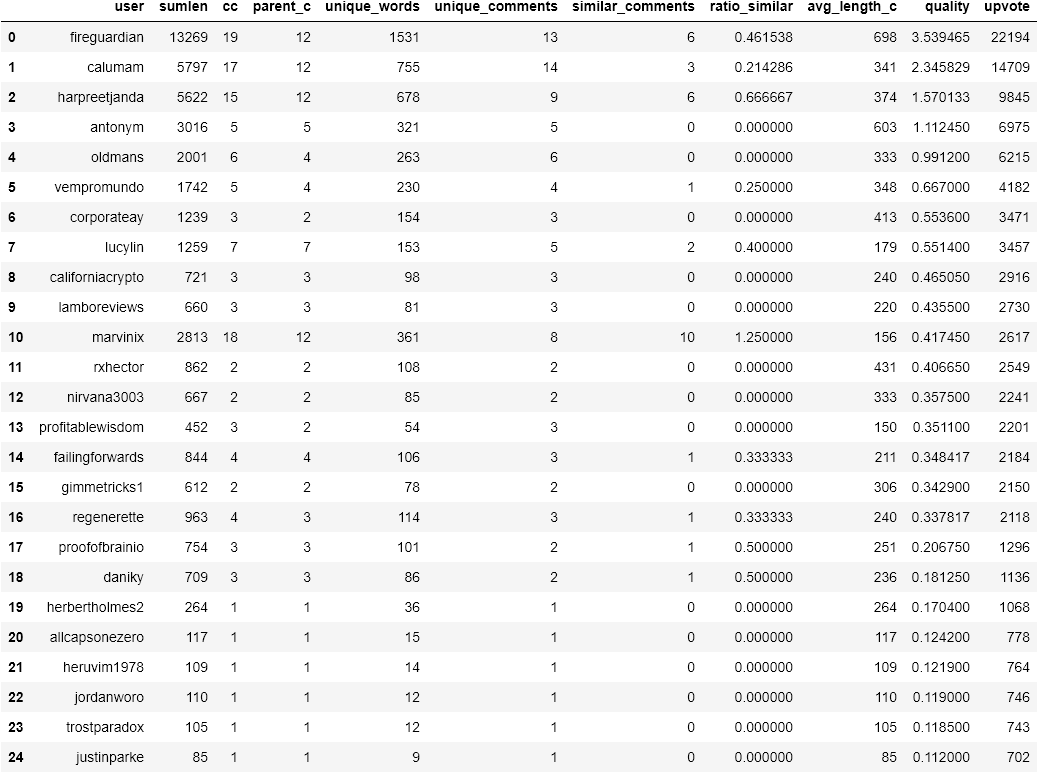 user sumlen cc parent_c unique_words unique_comments similar_comments ratio_similar avg_length_c quality upvote
0 fireguardian 13269 19 12 1531 13 6 0.461538 698 3.539465 22194
1 calumam 5797 17 12 755 14 3 0.214286 341 2.345829 14709
2 harpreetjanda 5622 15 12 678 9 6 0.666667 374 1.570133 9845
3 antonym 3016 5 5 321 5 0 0.000000 603 1.112450 6975
4 oldmans 2001 6 4 263 6 0 0.000000 333 0.991200 6215
5 vempromundo 1742 5 4 230 4 1 0.250000 348 0.667000 4182
6 corporateay 1239 3 2 154 3 0 0.000000 413 0.553600 3471
7 lucylin 1259 7 7 153 5 2 0.400000 179 0.551400 3457
8 californiacrypto 721 3 3 98 3 0 0.000000 240 0.465050 2916
9 lamboreviews 660 3 3 81 3 0 0.000000 220 0.435500 2730
10 marvinix 2813 18 12 361 8 10 1.250000 156 0.417450 2617
11 rxhector 862 2 2 108 2 0 0.000000 431 0.406650 2549
12 nirvana3003 667 2 2 85 2 0 0.000000 333 0.357500 2241
13 profitablewisdom 452 3 2 54 3 0 0.000000 150 0.351100 2201
14 failingforwards 844 4 4 106 3 1 0.333333 211 0.348417 2184
15 gimmetricks1 612 2 2 78 2 0 0.000000 306 0.342900 2150
16 regenerette 963 4 3 114 3 1 0.333333 240 0.337817 2118
17 proofofbrainio 754 3 3 101 2 1 0.500000 251 0.206750 1296
18 daniky 709 3 3 86 2 1 0.500000 236 0.181250 1136
19 herbertholmes2 264 1 1 36 1 0 0.000000 264 0.170400 1068
20 allcapsonezero 117 1 1 15 1 0 0.000000 117 0.124200 778
21 heruvim1978 109 1 1 14 1 0 0.000000 109 0.121900 764
22 jordanworo 110 1 1 12 1 0 0.000000 110 0.119000 746
23 trostparadox 105 1 1 12 1 0 0.000000 105 0.118500 743
24 justinparke 85 1 1 9 1 0 0.000000 85 0.112000 702